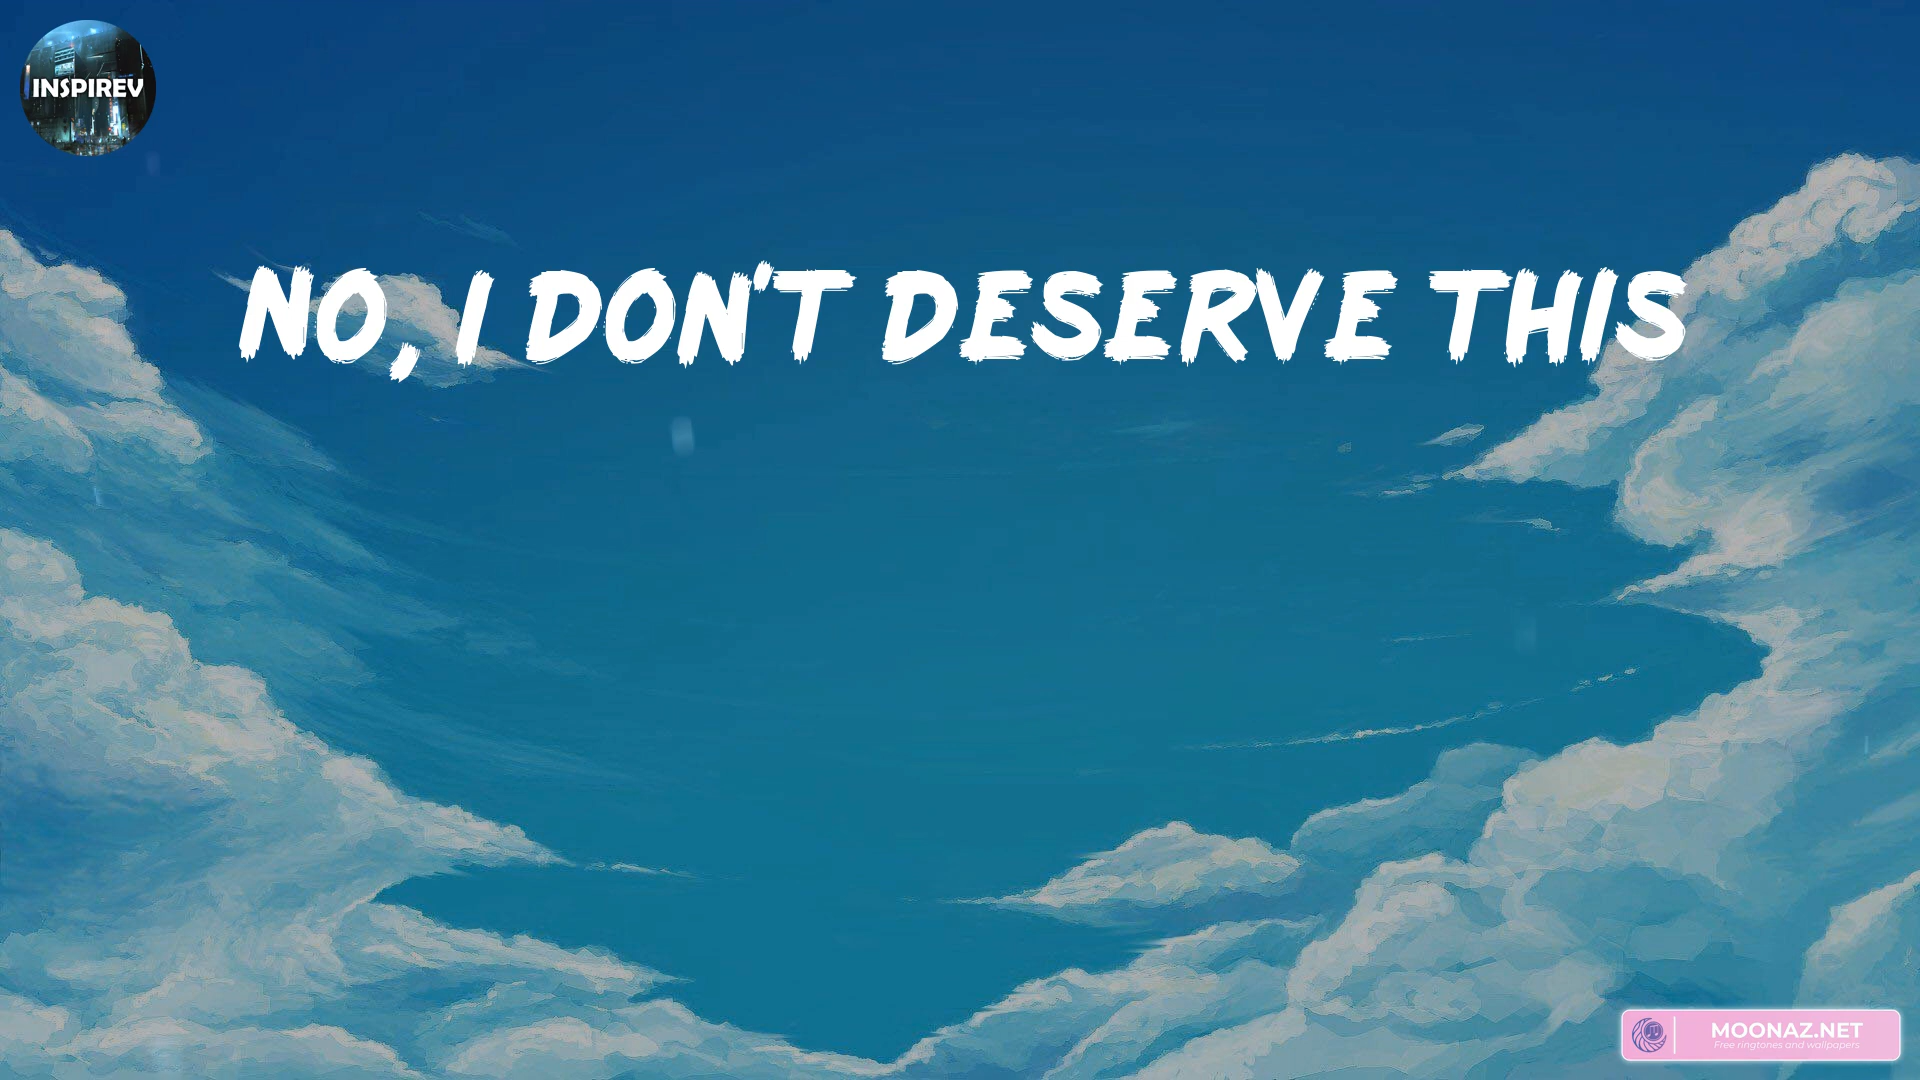 INSPIREV
NO, I DON'T DESERVE THIS
MOONAZ.NET
Free ringtones and wallpapers